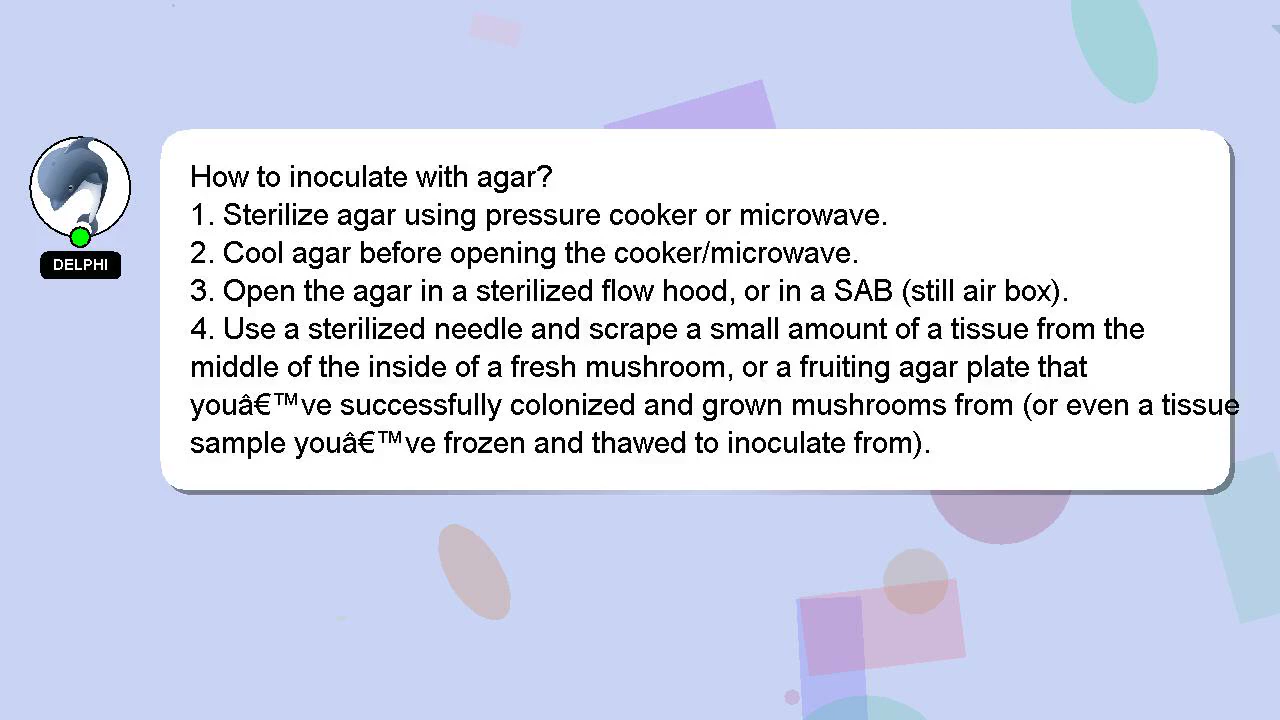 DELPHI
How to inoculate with agar?
1. Sterilize agar using pressure cooker or microwave.
2. Cool agar before opening the cooker/microwave.
3. Open the agar in a sterilized flow hood, or in a SAB (still air box).
4. Use a sterilized needle and scrape a small amount of a tissue from the
middle of the inside of a fresh mushroom, or a fruiting agar plate that
youâ€™ve successfully colonized and grown mushrooms from (or even a tissue
sample youâ€™ve frozen and thawed to inoculate from).